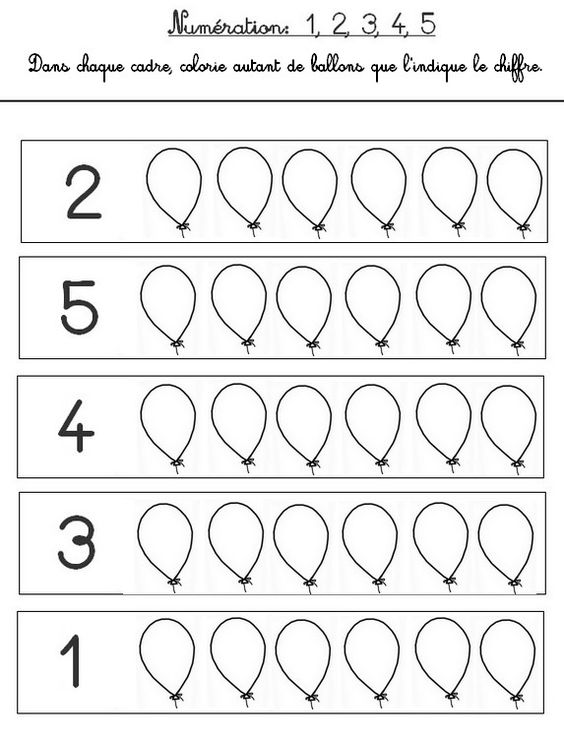 Numération: 1, 2, 3, 4, 5
Dans chaque cadre, colorie autant de ballons que l'indique le chiffre.
2
5
4
3
1